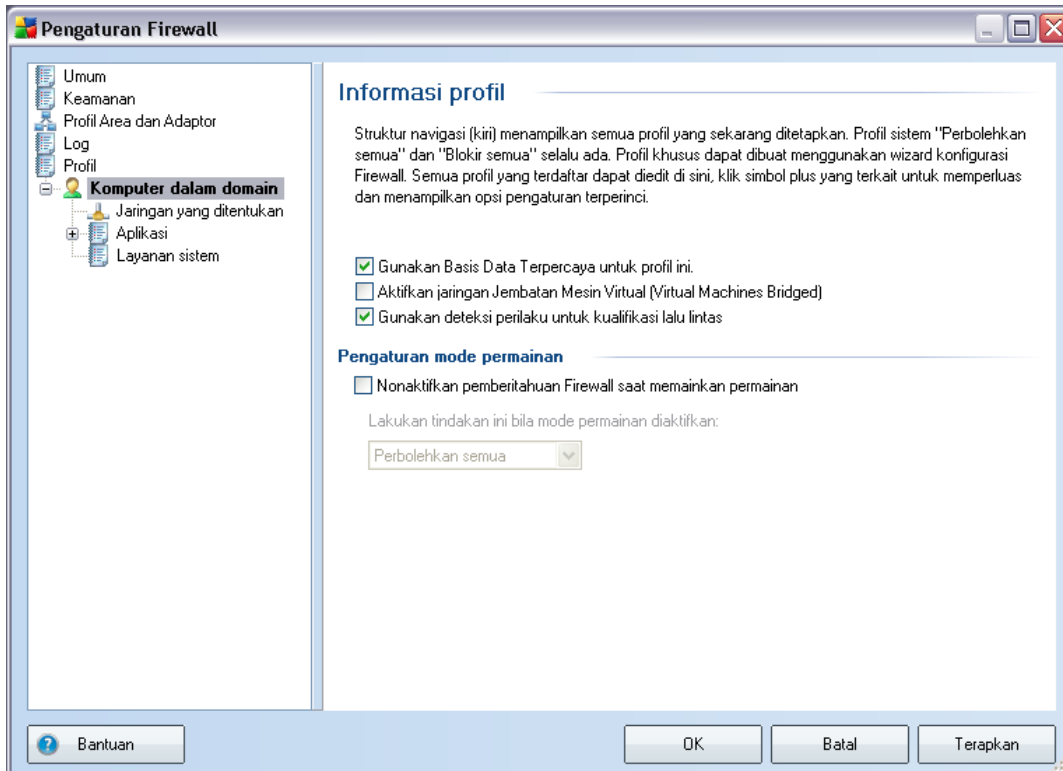 Pengaturan Firewall
Umum
Keamanan
Profil Area dan Adaptor
Log
Profil
Komputer dalam domain
Jaringan yang ditentukan
Aplikasi
Layanan sistem
Informasi profil
Struktur navigasi (kiri) menampilkan semua profil yang sekarang ditetapkan. Profil sistem "Perbolehkan
semua" dan "Blokir semua" selalu ada. Profil khusus dapat dibuat menggunakan wizard konfigurasi
Firewall. Semua profil yang terdaftar dapat diedit di sini, klik simbol plus yang terkait untuk memperluas
dan menampilkan opsi pengaturan terperinci.
Gunakan Basis Data Terpercaya untuk profil ini.
Aktifkan jaringan Jembatan Mesin Virtual (Virtual Machines Bridged)
Gunakan deteksi perilaku untuk kualifikasi lalu lintas
Pengaturan mode permainan
Nonaktifkan pemberitahuan Firewall saat memainkan permainan
Lakukan tindakan ini bila mode permainan diaktifkan:
Perbolehkan semua
Bantuan
OK
Batal
Terapkan